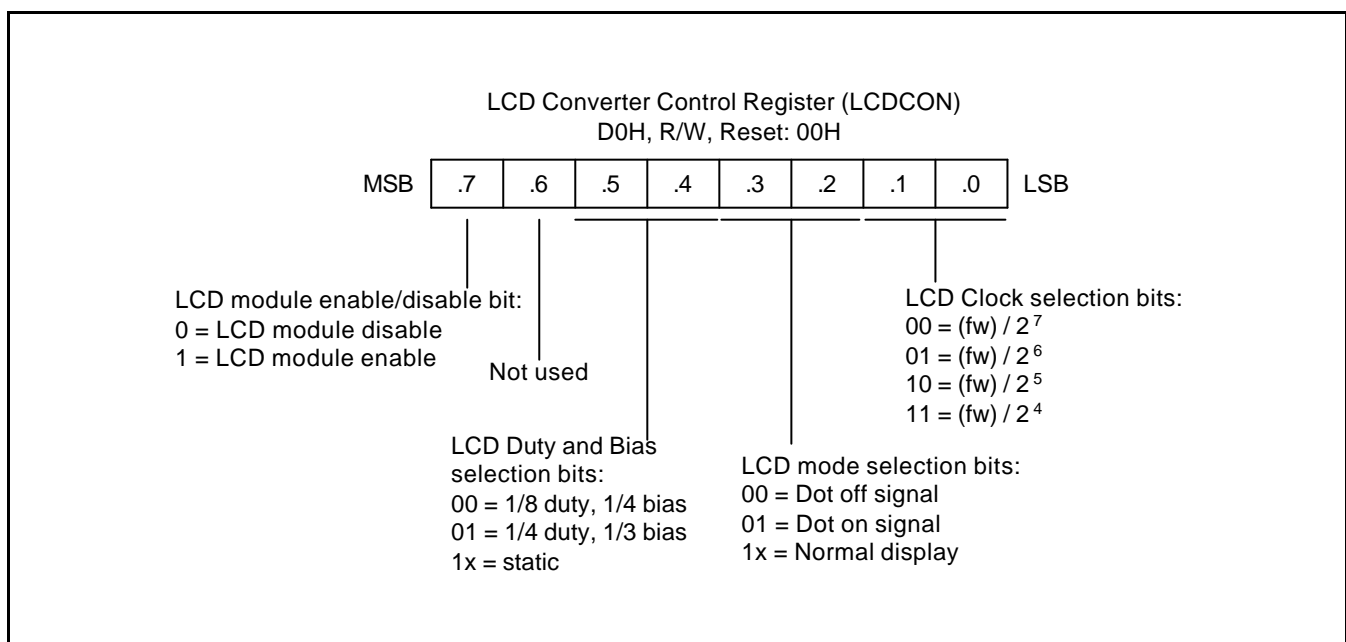 LCD Converter Control Register (LCDCON)
D0H, R/W, Reset: 00H
MSB .7 .6 .5 .4 .3 .2 .1 .0 LSB
LCD module enable/disable bit:
0 = LCD module disable
1 = LCD module enable
Not used
LCD Duty and Bias
selection bits:
00 = 1/8 duty, 1/4 bias
01 = 1/4 duty, 1/3 bias
1x = static
LCD mode selection bits:
00 = Dot off signal
01 = Dot on signal
1x = Normal display
LCD Clock selection bits:
00 = (fw) / 2⁷
01 = (fw) / 2⁶
10 = (fw) / 2⁵
11 = (fw) / 2⁴